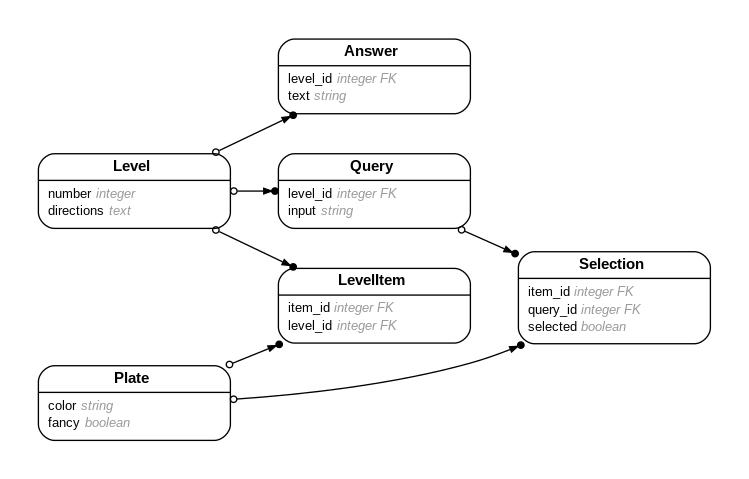 Answer
level_id integer FK
text string
Level
number integer
directions text
Query
level_id integer FK
input string
Selection
item_id integer FK
query_id integer FK
selected boolean
LevelItem
item_id integer FK
level_id integer FK
Plate
color string
fancy boolean